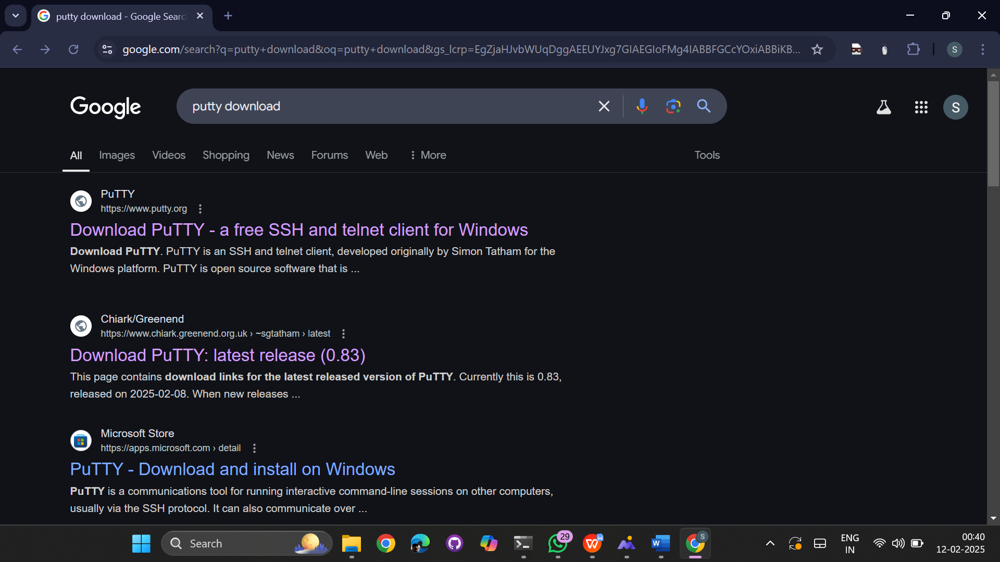 putty download - Google Searc
google.com/search?q=putty+download&oq=putty+download&gs_lcrp=EgZjaHJvbWUqDggAEEUYJxg7GIAEGIoFMg4IABBFGCcYOxiABBiKB...
S
Google
putty download
S
All Images Videos Shopping News Forums Web More Tools
PuTTY
https://www.putty.org
Download PuTTY - a free SSH and telnet client for Windows
Download PuTTY. PuTTY is an SSH and telnet client, developed originally by Simon Tatham for the
Windows platform. PuTTY is open source software that is ...
Chiark/Greenend
https://www.chiark.greenend.org.uk › ~sgtatham › latest
Download PuTTY: latest release (0.83)
This page contains download links for the latest released version of PuTTY. Currently this is 0.83,
released on 2025-02-08. When new releases ...
Microsoft Store
https://apps.microsoft.com › detail
PuTTY - Download and install on Windows
PuTTY is a communications tool for running interactive command-line sessions on other computers,
usually via the SSH protocol. It can also communicate over ...
Search
29
W
W
S
ENG
IN
00:40
12-02-2025